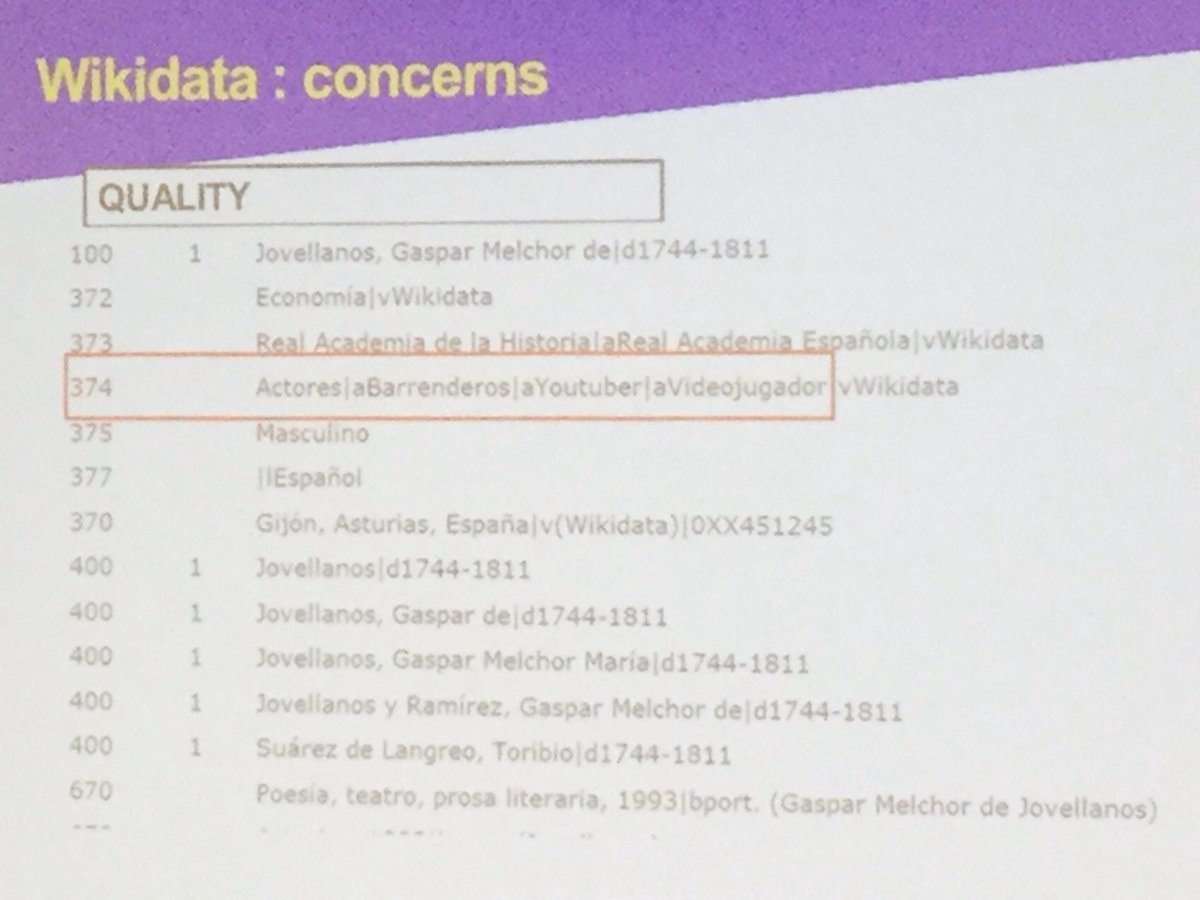 Wikidata : concerns
QUALITY
100 1 Jovellanos, Gaspar Melchor de|d1744-1811
372 Economía|vWikidata
373 Real Academia de la Historia|aReal Academia Española|vWikidata
374 Actores|aBarrenderos|aYoutuber|aVideojugador|vWikidata
375 Masculino
377 ||lEspañol
370 Gijón, Asturias, España|v(Wikidata)|0XX451245
400 1 Jovellanos|d1744-1811
400 1 Jovellanos, Gaspar de|d1744-1811
400 1 Jovellanos, Gaspar Melchor María|d1744-1811
400 1 Jovellanos y Ramírez, Gaspar Melchor de|d1744-1811
400 1 Suárez de Langreo, Toribio|d1744-1811
670 Poesía, teatro, prosa literaria, 1993|bport. (Gaspar Melchor de Jovellanos)